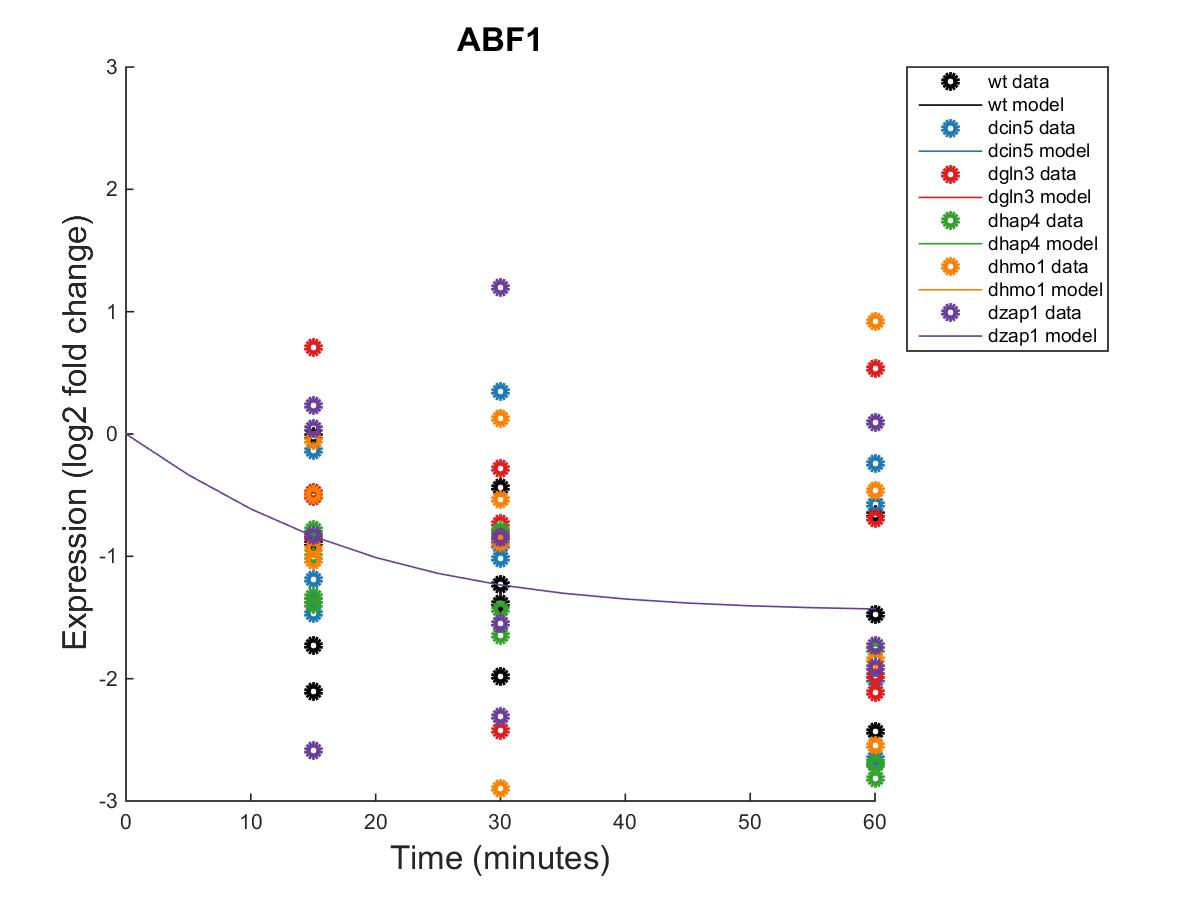 ABF1
3
2
1
0
-1
-2
-3
Expression (log2 fold change)
0
10
20
30
40
50
60
Time (minutes)
wt data
wt model
dcin5 data
dcin5 model
dgln3 data
dgln3 model
dhap4 data
dhap4 model
dhmo1 data
dhmo1 model
dzap1 data
dzap1 model